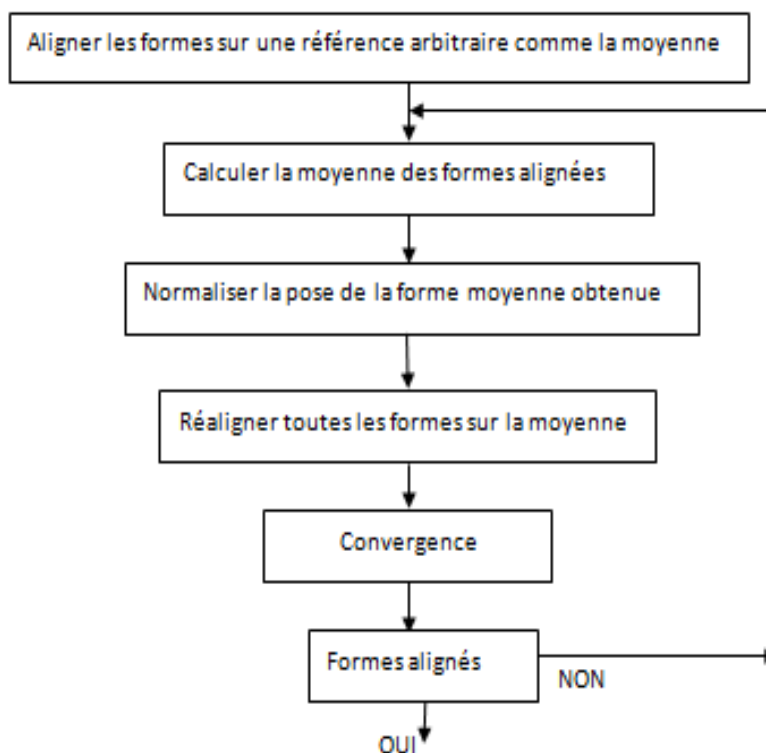 Aligner les formes sur une référence arbitraire comme la moyenne
Calculer la moyenne des formes alignées
Normaliser la pose de la forme moyenne obtenue
Réaligner toutes les formes sur la moyenne
Convergence
Formes alignés
NON
OUI